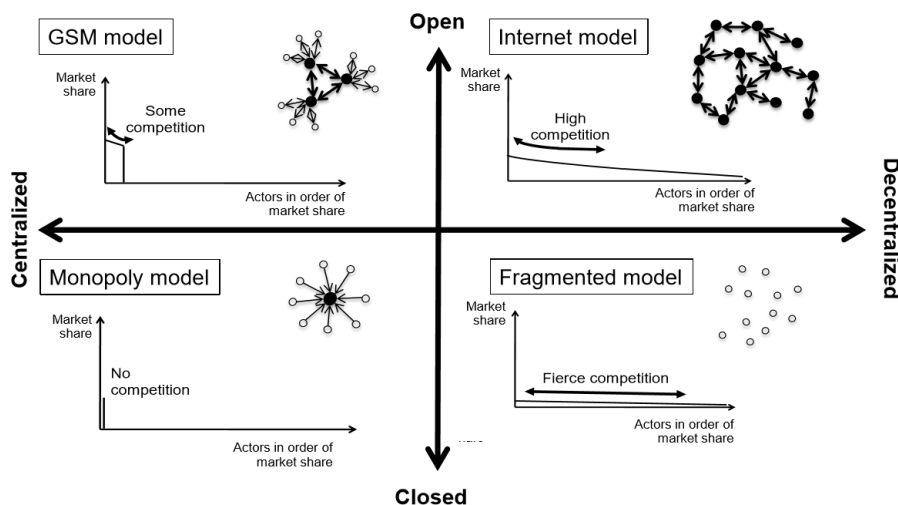 Open
GSM model
Internet model
Market
share
Some
competition
Actors in order of
market share
Market
share
High
competition
Actors in order of
market share
Centralized
Decentralized
Monopoly model
Fragmented model
Market
share
No
competition
Actors in order of
market share
Market
share
Fierce competition
Actors in order of
market share
Closed